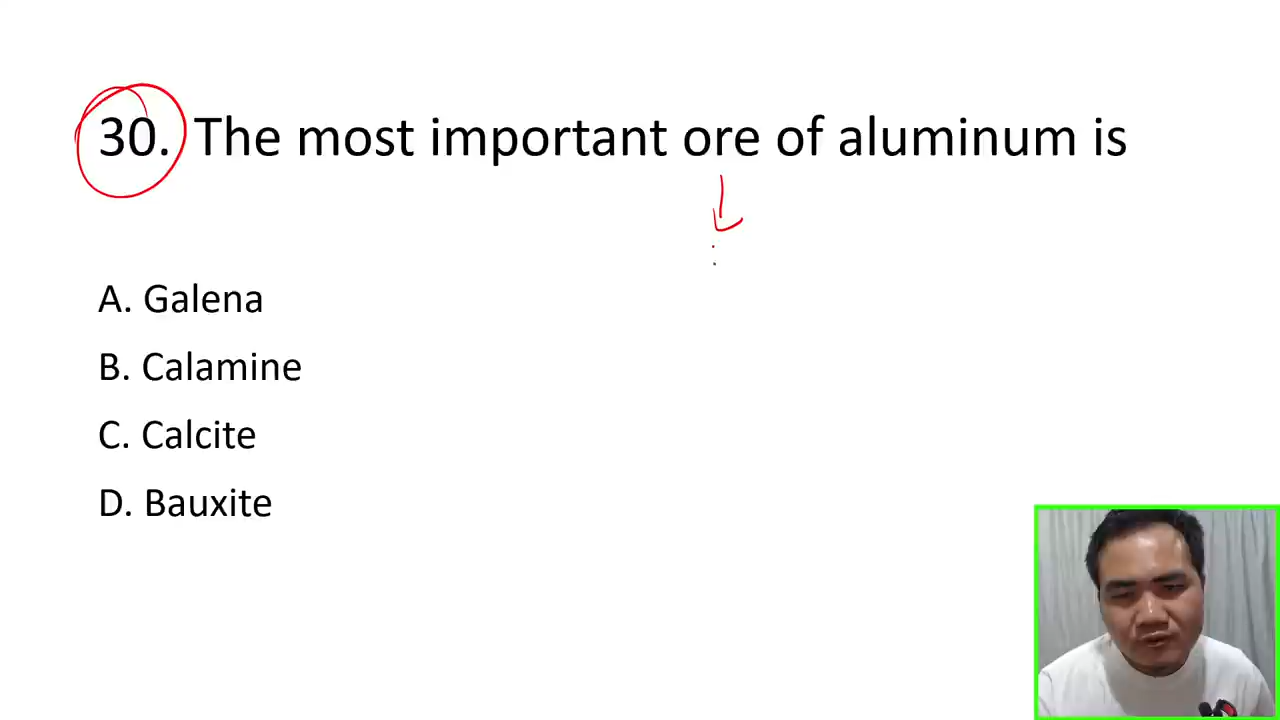 30. The most important ore of aluminum is
A. Galena
B. Calamine
C. Calcite
D. Bauxite